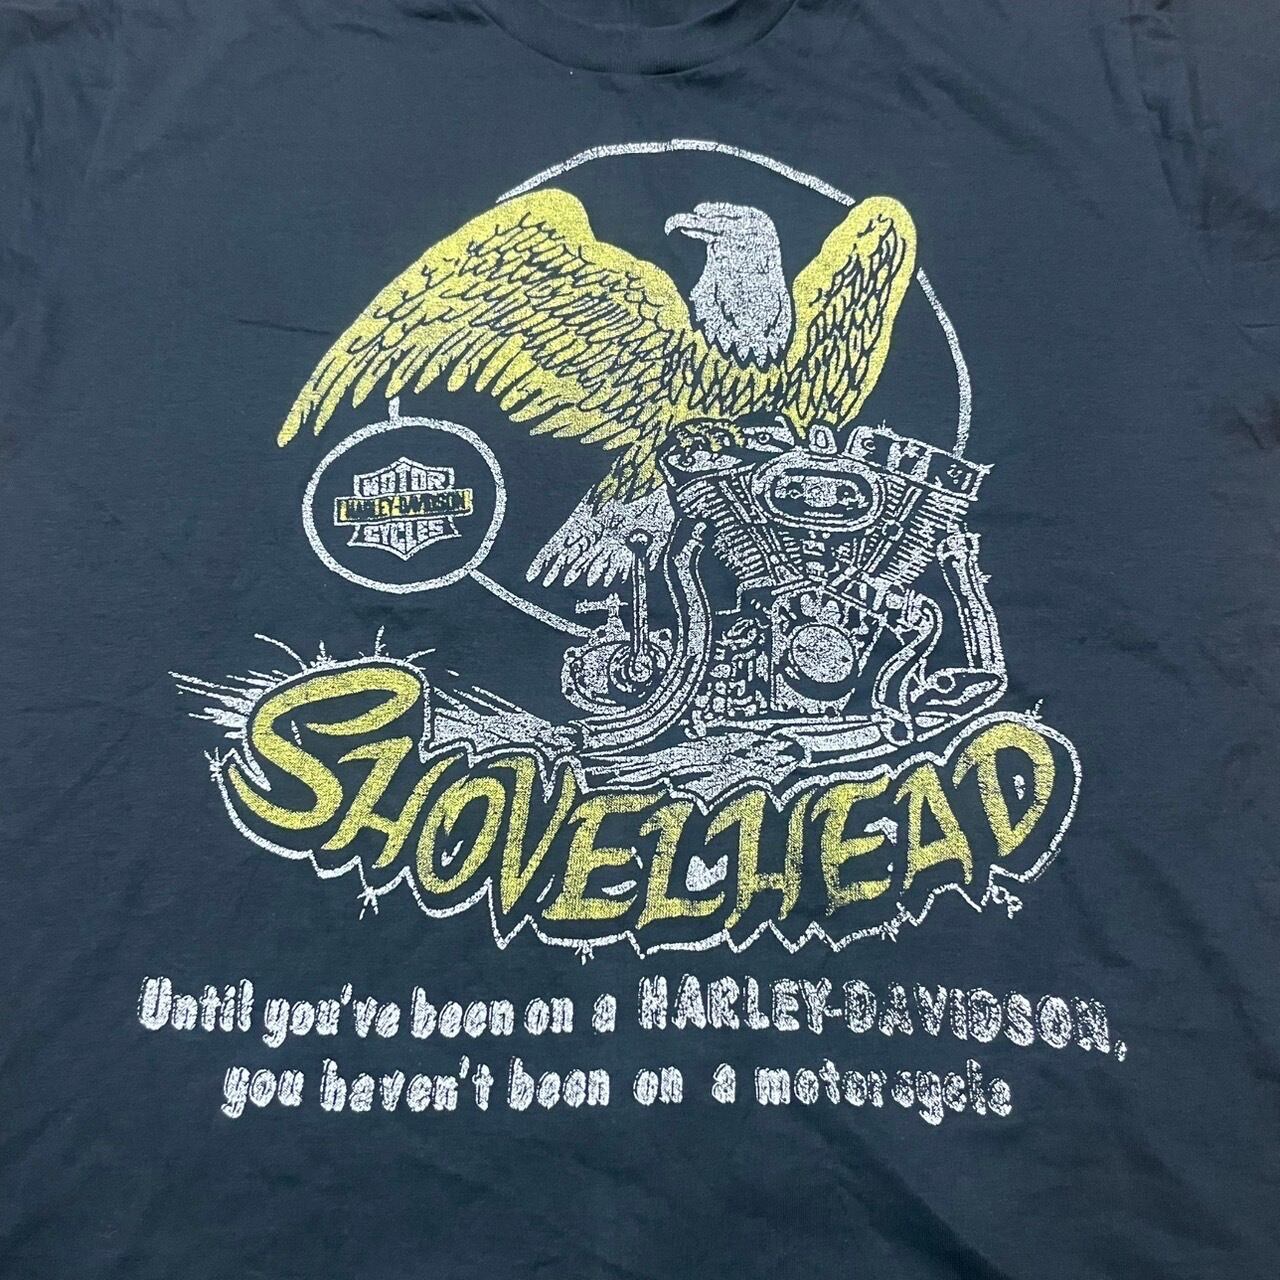 MOTOR
HARLEY-DAVIDSON
CYCLES
SHOVELHEAD
Until you've been on a HARLEY-DAVIDSON,
you haven't been on a motorcycle